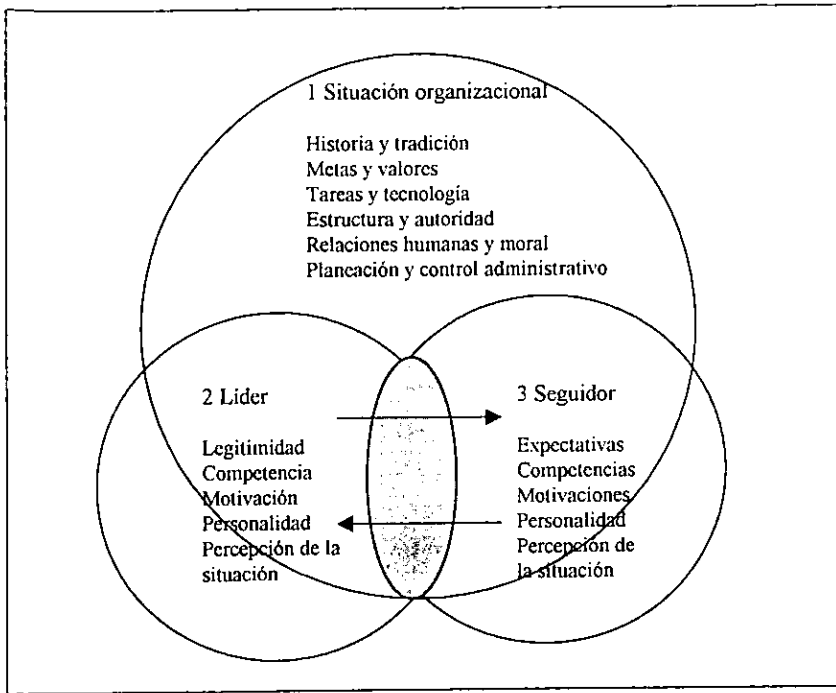 1 Situación organizacional
Historia y tradición
Metas y valores
Tareas y tecnología
Estructura y autoridad
Relaciones humanas y moral
Planeación y control administrativo
2 Líder
Legitimidad
Competencia
Motivación
Personalidad
Percepción de la
situación
3 Seguidor
Expectativas
Competencias
Motivaciones
Personalidad
Percepción de
la situación